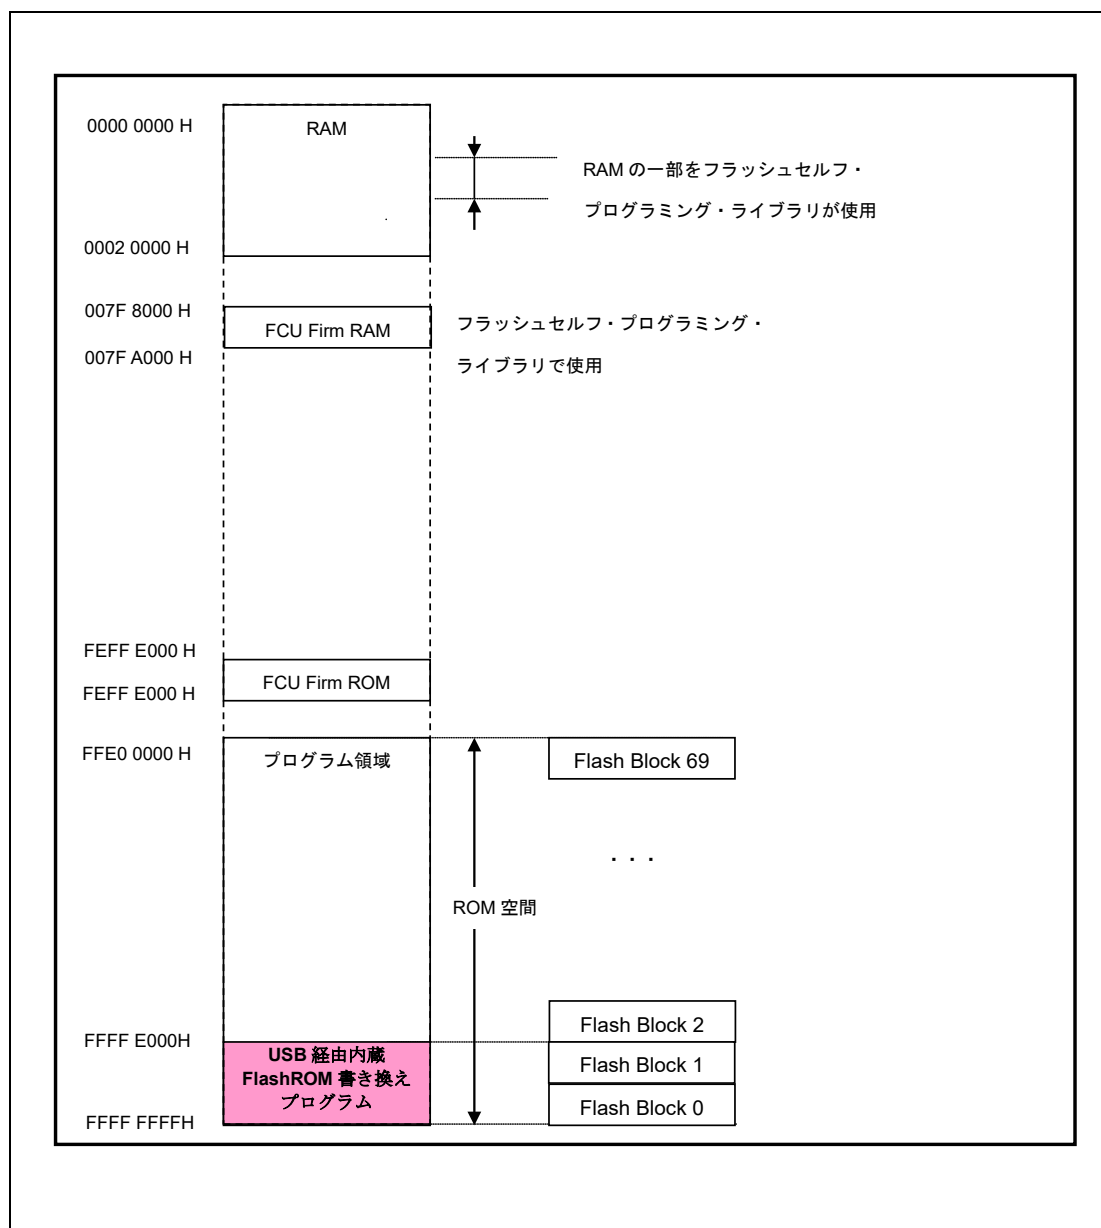 0000 0000 H
RAM
RAM の一部をフラッシュセルフ・
プログラミング・ライブラリが使用
0002 0000 H
007F 8000 H
FCU Firm RAM
フラッシュセルフ・プログラミング・
007F A000 H
ライブラリで使用
FEFF E000 H
FCU Firm ROM
FEFF E000 H
FFE0 0000 H
プログラム領域
Flash Block 69
・・・
ROM 空間
Flash Block 2
FFFF E000H
USB 経由内蔵
FlashROM 書き換え
プログラム
Flash Block 1
Flash Block 0
FFFF FFFFH